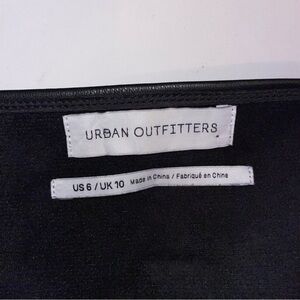 URBAN OUTFITTERS
US 6 / UK 10 Made in China / Fabriqué en Chine